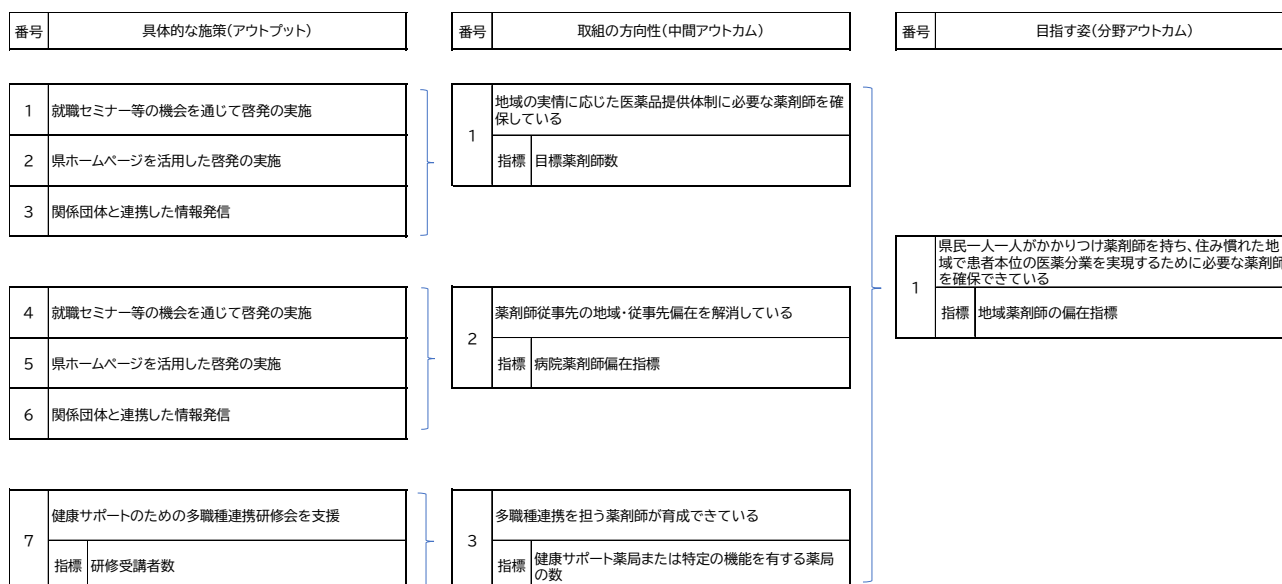 番号 具体的な施策(アウトプット)
番号 取組の方向性(中間アウトカム)
番号 目指す姿(分野アウトカム)
1 就職セミナー等の機会を通じて啓発の実施
2 県ホームページを活用した啓発の実施
3 関係団体と連携した情報発信
1 地域の実情に応じた医薬品提供体制に必要な薬剤師を確
保している
指標 目標薬剤師数
4 就職セミナー等の機会を通じて啓発の実施
5 県ホームページを活用した啓発の実施
6 関係団体と連携した情報発信
2 薬剤師従事先の地域・従事先偏在を解消している
指標 病院薬剤師偏在指標
7 健康サポートのための多職種連携研修会を支援
指標 研修受講者数
3 多職種連携を担う薬剤師が育成できている
指標 健康サポート薬局または特定の機能を有する薬局
の数
1 県民一人一人がかかりつけ薬剤師を持ち、住み慣れた地
域で患者本位の医薬分業を実現するために必要な薬剤師
を確保できている
指標 地域薬剤師の偏在指標